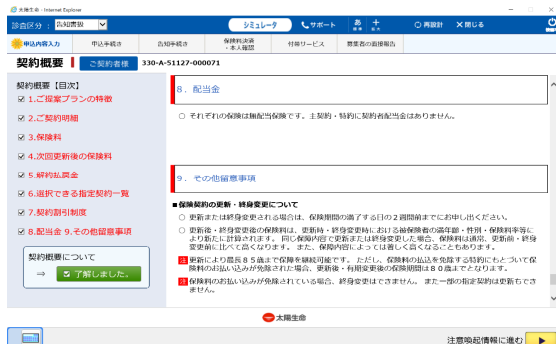 太陽生命 - Internet Explorer
診査区分 : 告知書扱
シミュレータ
サポート
あ 標準
＋ 拡大
再設計
× 閉じる
申込内容入力
申込手続き
告知手続き
保険料決済
・本人確認
付帯サービス
募集者の直接報告
契約概要
ご契約者様
330-A-51127-000071
契約概要【目次】
1.ご提案プランの特徴
2.ご契約明細
3.保険料
4.次回更新後の保険料
5.解約払戻金
6.選択できる指定契約一覧
7.契約割引制度
8.配当金 9.その他留意事項
契約概要について
⇒ 了解しました。
8．配当金
○ それぞれの保険は無配当保険です。主契約・特約に契約者配当金はありません。
9．その他留意事項
■保険契約の更新・終身変更について
○ 更新または終身変更される場合は、保険期間の満了する日の２週間前までにお申し出ください。
○ 更新後・終身変更後の保険料は、更新時・終身変更時における被保険者の満年齢・性別・保険料率等に
より新たに計算されます。 同じ保険内容で更新または終身変更した場合、保険料は通常、更新前・終身
変更前に比べて高くなります。 また、保障内容によっては著しく高くなることもあります。
注 更新により最長８５歳まで保障を継続可能です。 ただし、保険料の払込を免除する特約にもとづいて保
険料のお払い込みが免除された場合、更新後・有期変更後の保険期間は８０歳までとなります。
注 保険料のお払い込みが免除されている場合、終身変更はできません。 また一部の指定契約は更新できま
せん。
太陽生命
注意喚起情報に進む